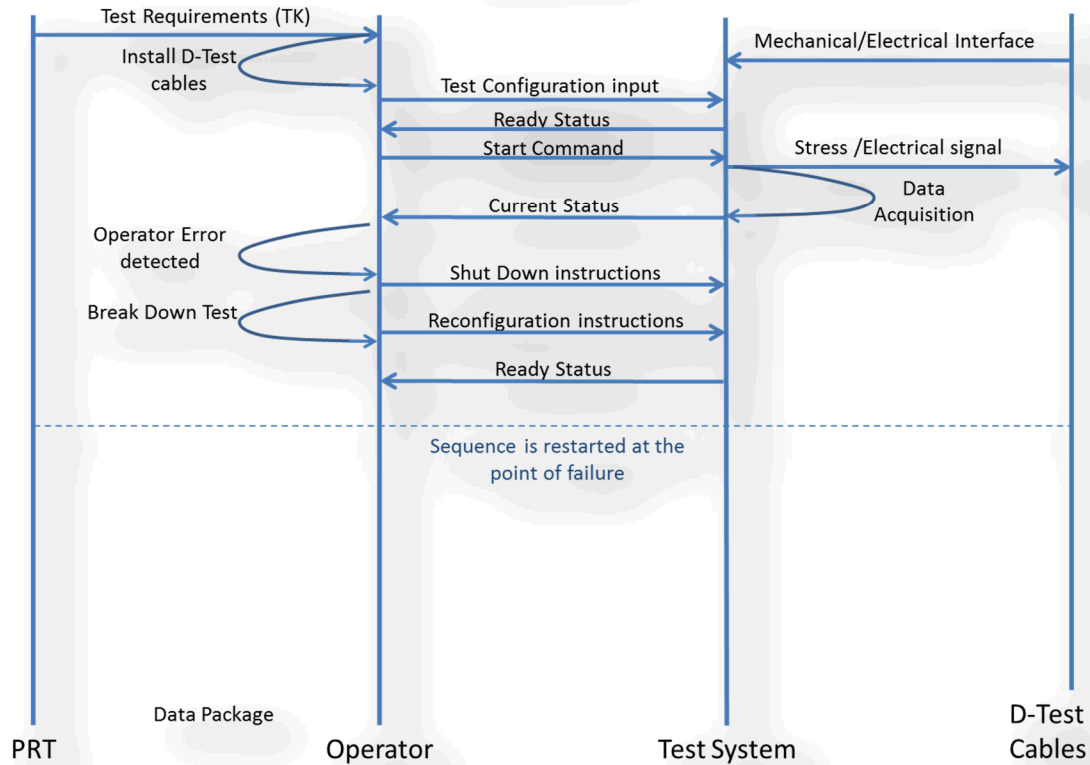 Test Requirements (TK)
Install D-Test
cables
Mechanical/Electrical Interface
Test Configuration input
Ready Status
Start Command
Stress /Electrical signal
Data
Acquisition
Current Status
Operator Error
detected
Shut Down instructions
Break Down Test
Reconfiguration instructions
Ready Status
Sequence is restarted at the
point of failure
Data Package
PRT
Operator
Test System
D-Test
Cables